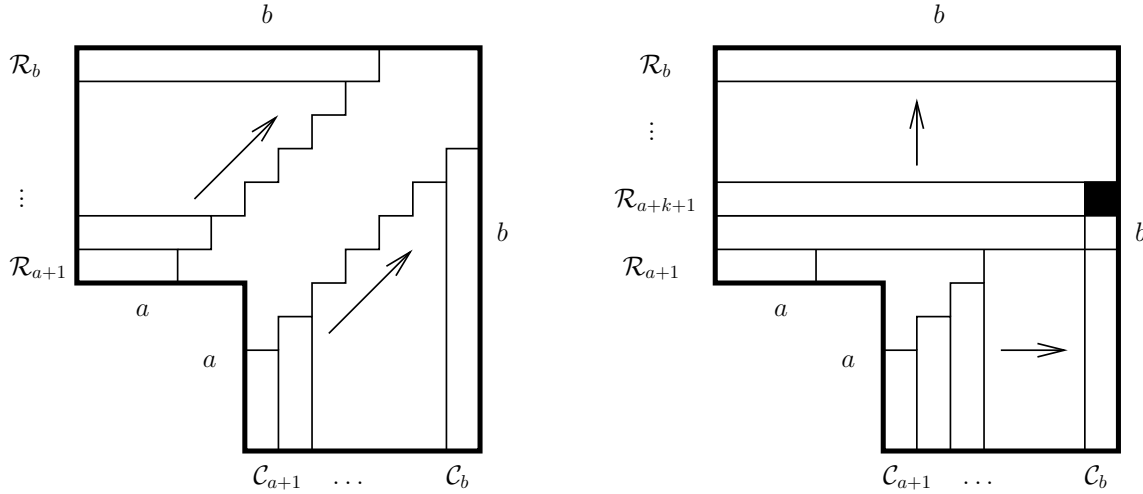 b b
ℛ_b ℛ_b
⋮ ⋮
ℛ_{a+k+1}
b b
ℛ_{a+1} ℛ_{a+1}
a a
a a
𝒞_{a+1} … 𝒞_b 𝒞_{a+1} … 𝒞_b